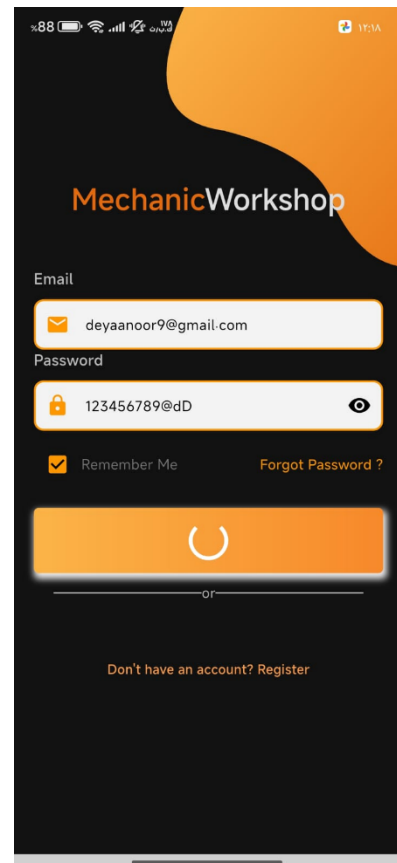 %88
١٢:١٨
MechanicWorkshop
Email
deyaanoor9@gmail.com
Password
123456789@dD
Remember Me
Forgot Password ?
or
Don't have an account? Register